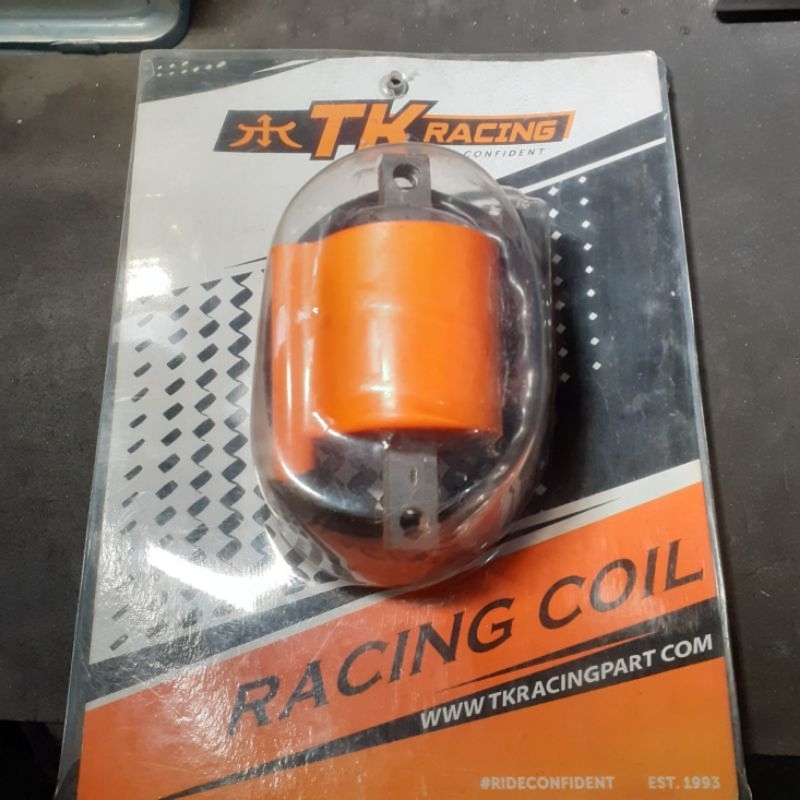 TK RACING
CONFIDENT
RACING COIL
WWW.TKRACINGPART COM
#RIDECONFIDENT
EST. 1993